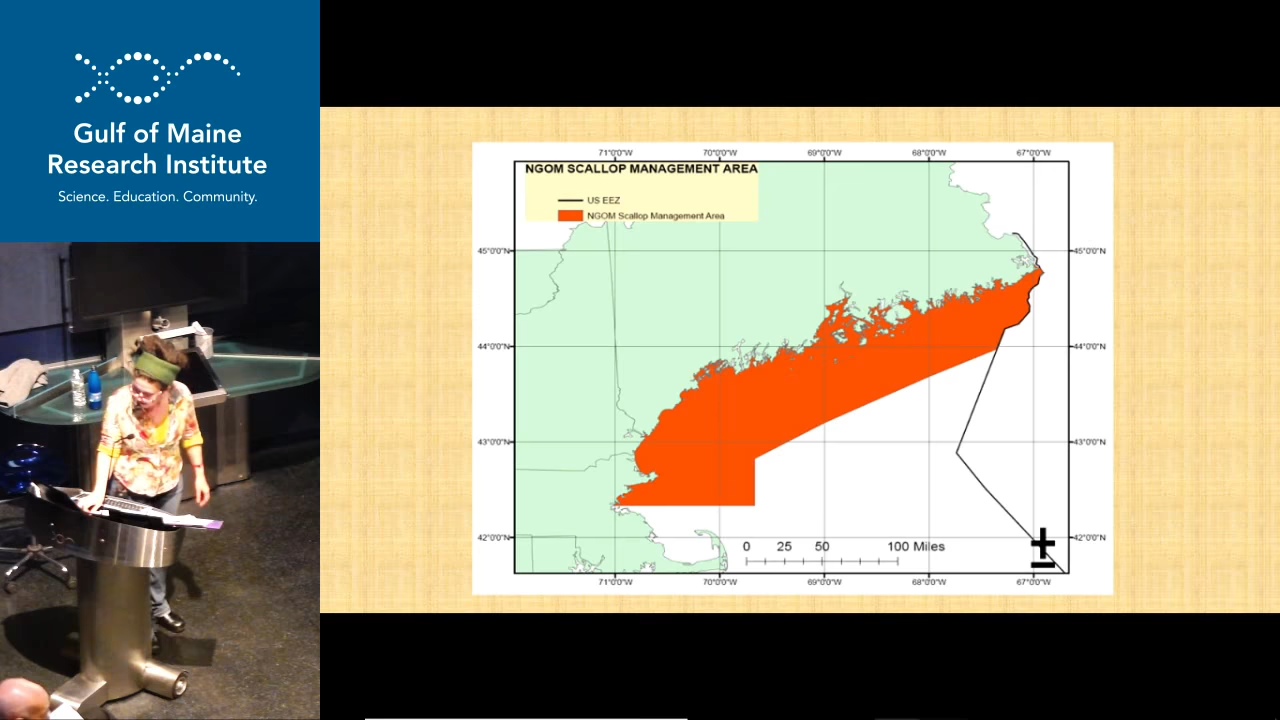 Gulf of Maine
Research Institute
Science. Education. Community.
71°0'0"W 70°0'0"W 69°0'0"W 68°0'0"W 67°0'0"W
NGOM SCALLOP MANAGEMENT AREA
US EEZ
NGOM Scallop Management Area
45°0'0"N 45°0'0"N
44°0'0"N 44°0'0"N
43°0'0"N 43°0'0"N
42°0'0"N 42°0'0"N
0 25 50 100 Miles
71°0'0"W 70°0'0"W 69°0'0"W 68°0'0"W 67°0'0"W